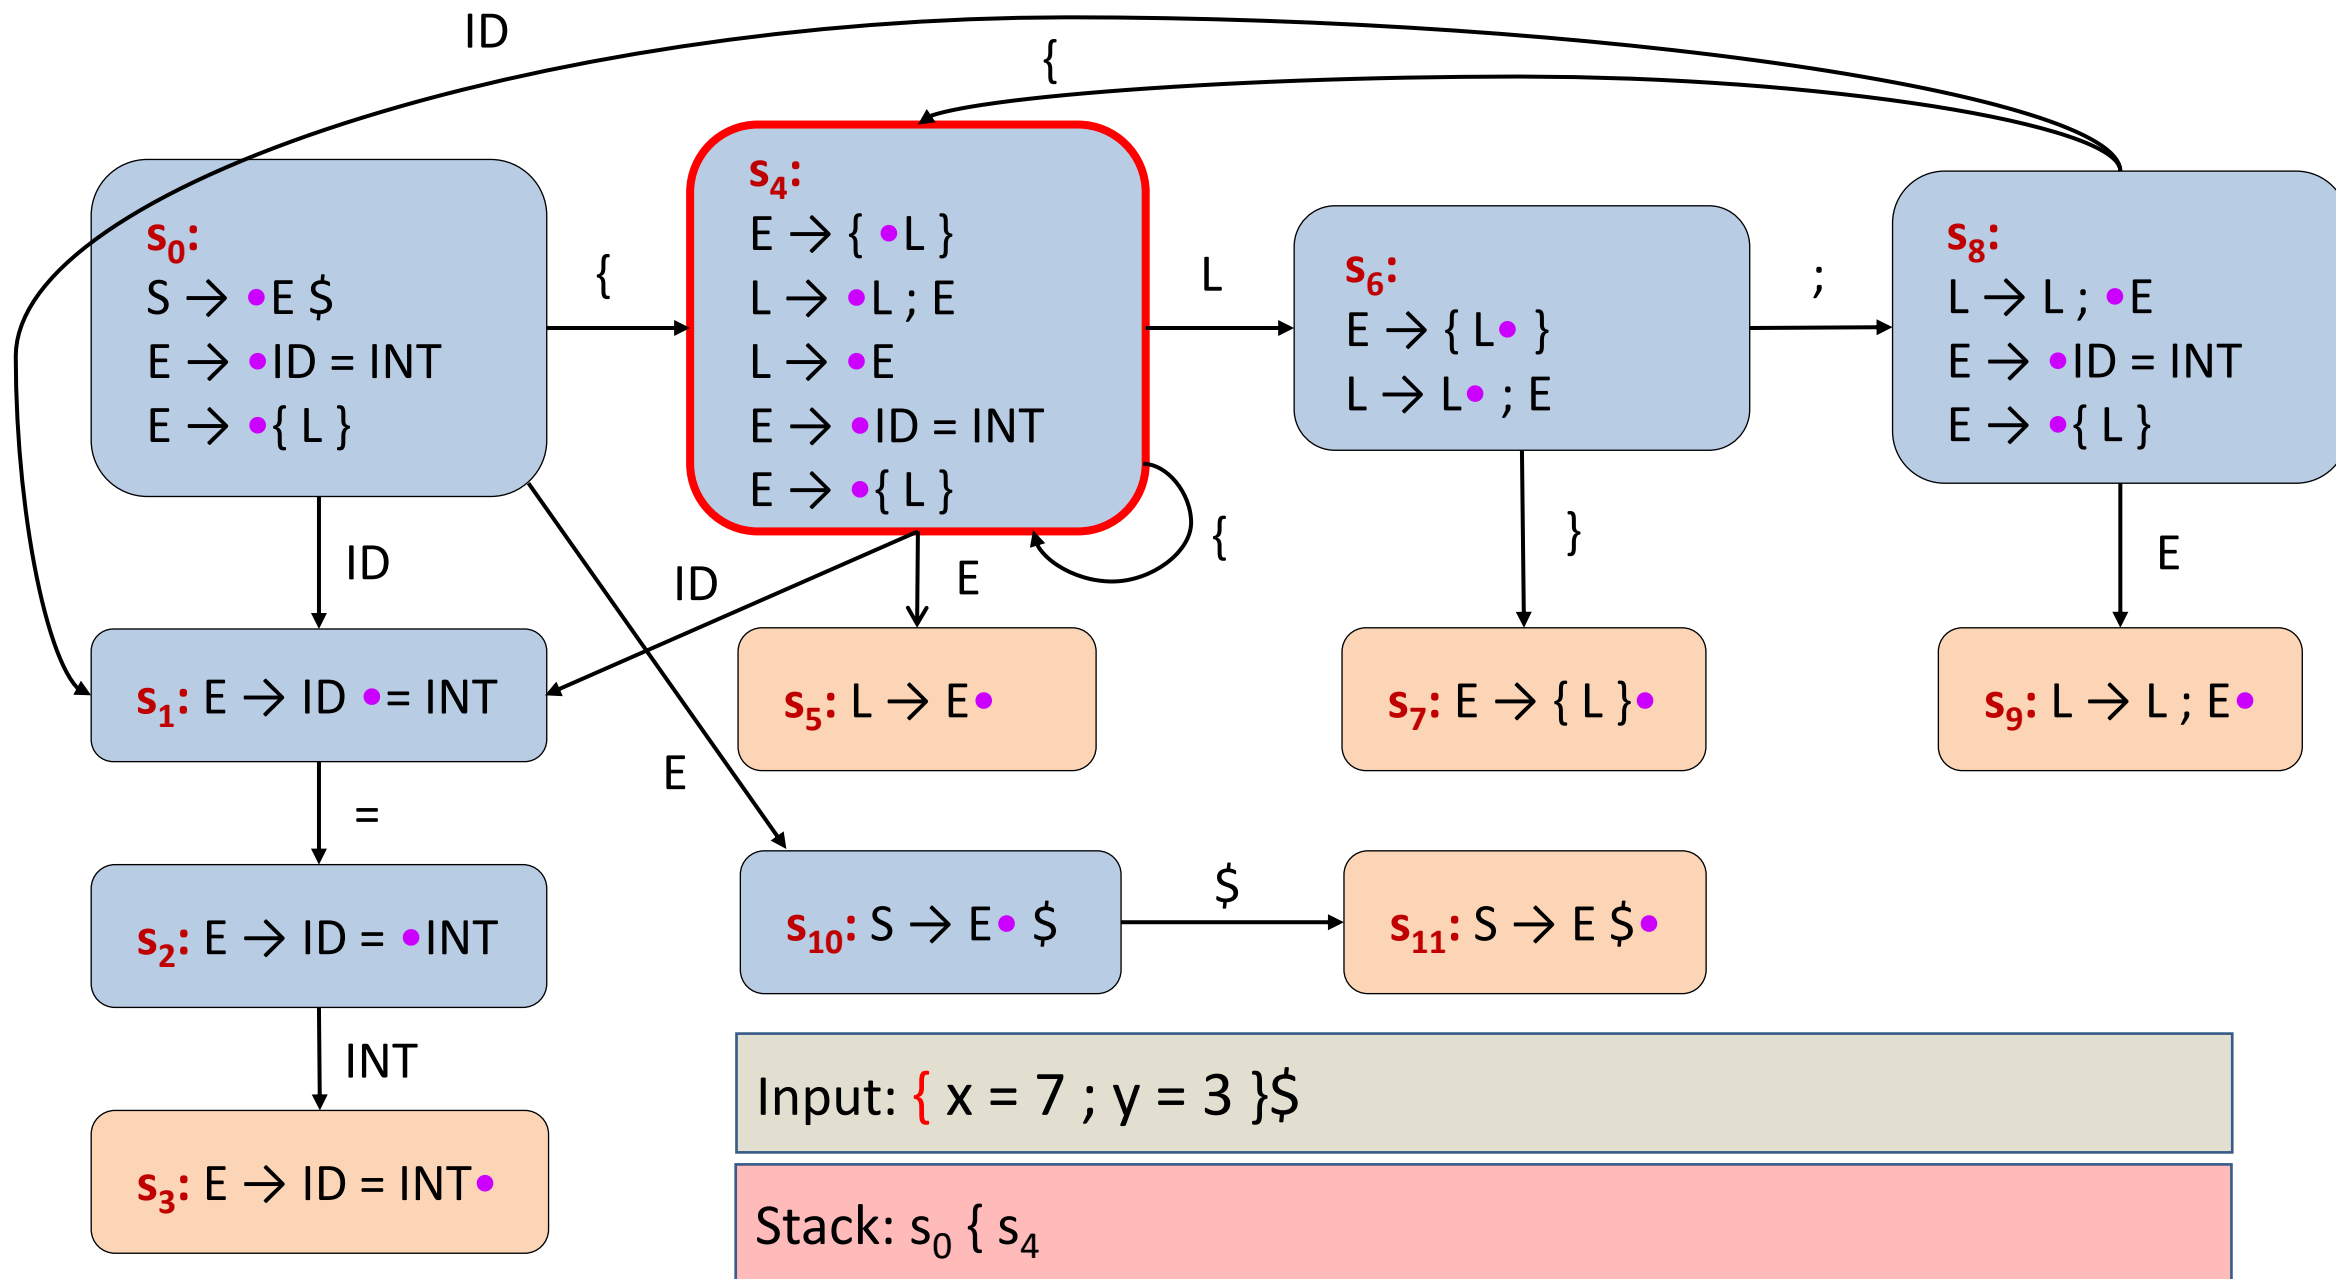 ID
{
s₀:
S → •E $
E → •ID = INT
E → •{ L }
{
s₄:
E → { •L }
L → •L ; E
L → •E
E → •ID = INT
E → •{ L }
L
s₆:
E → { L• }
L → L• ; E
;
s₈:
L → L ; •E
E → •ID = INT
E → •{ L }
ID
ID
E
{
}
E
s₁: E → ID •= INT
s₅: L → E•
s₇: E → { L }•
s₉: L → L ; E•
=
E
s₂: E → ID = •INT
s₁₀: S → E• $
$
s₁₁: S → E $•
INT
s₃: E → ID = INT•
Input: { x = 7 ; y = 3 }$
Stack: s₀ { s₄